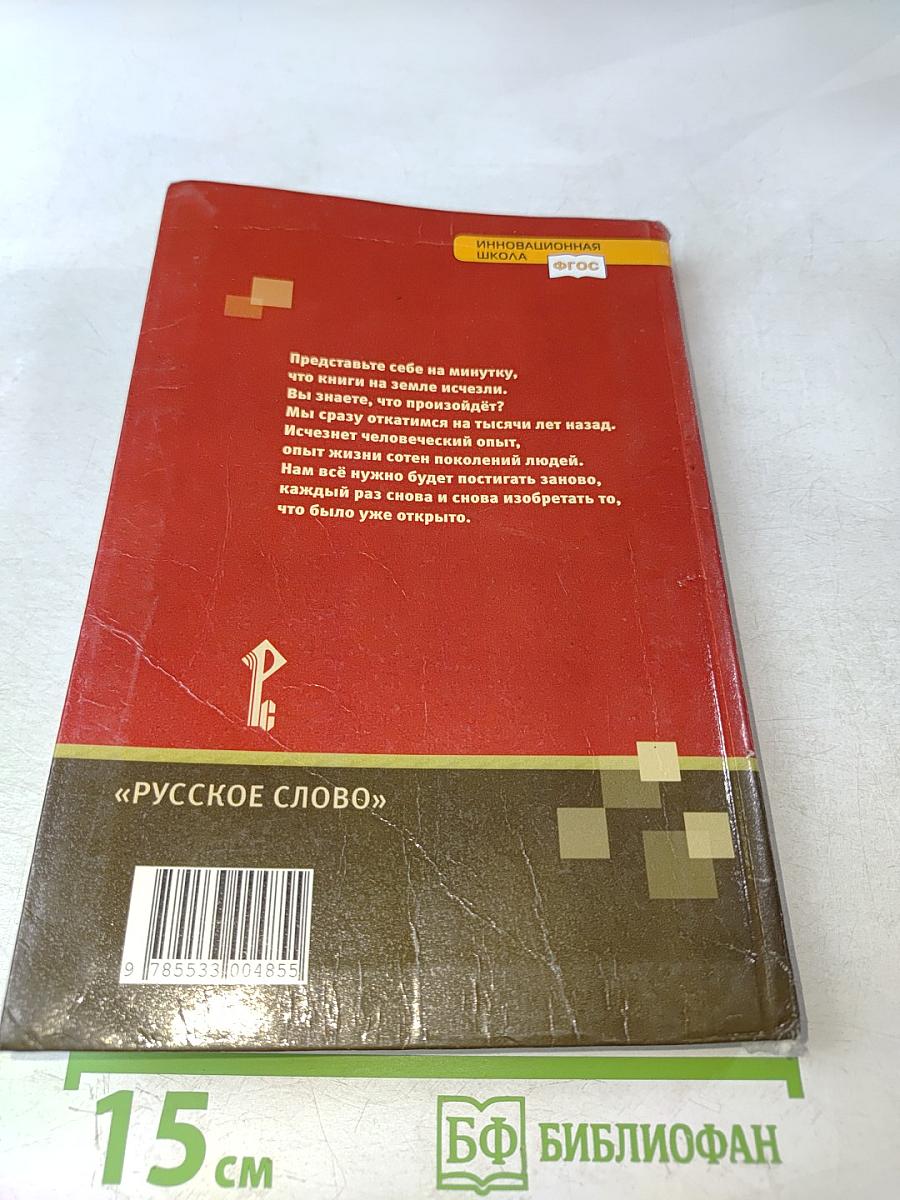 ИННОВАЦИОННАЯ
ШКОЛА
ФГОС
Представьте себе на минутку,
что книги на земле исчезли.
Вы знаете, что произойдёт?
Мы сразу откатимся на тысячи лет назад.
Исчезнет человеческий опыт,
опыт жизни сотен поколений людей.
Нам всё нужно будет постигать заново,
каждый раз снова и снова изобретать то,
что было уже открыто.
РС
«РУССКОЕ СЛОВО»
9 785533 004855
15 см
БФ БИБЛИОФАН